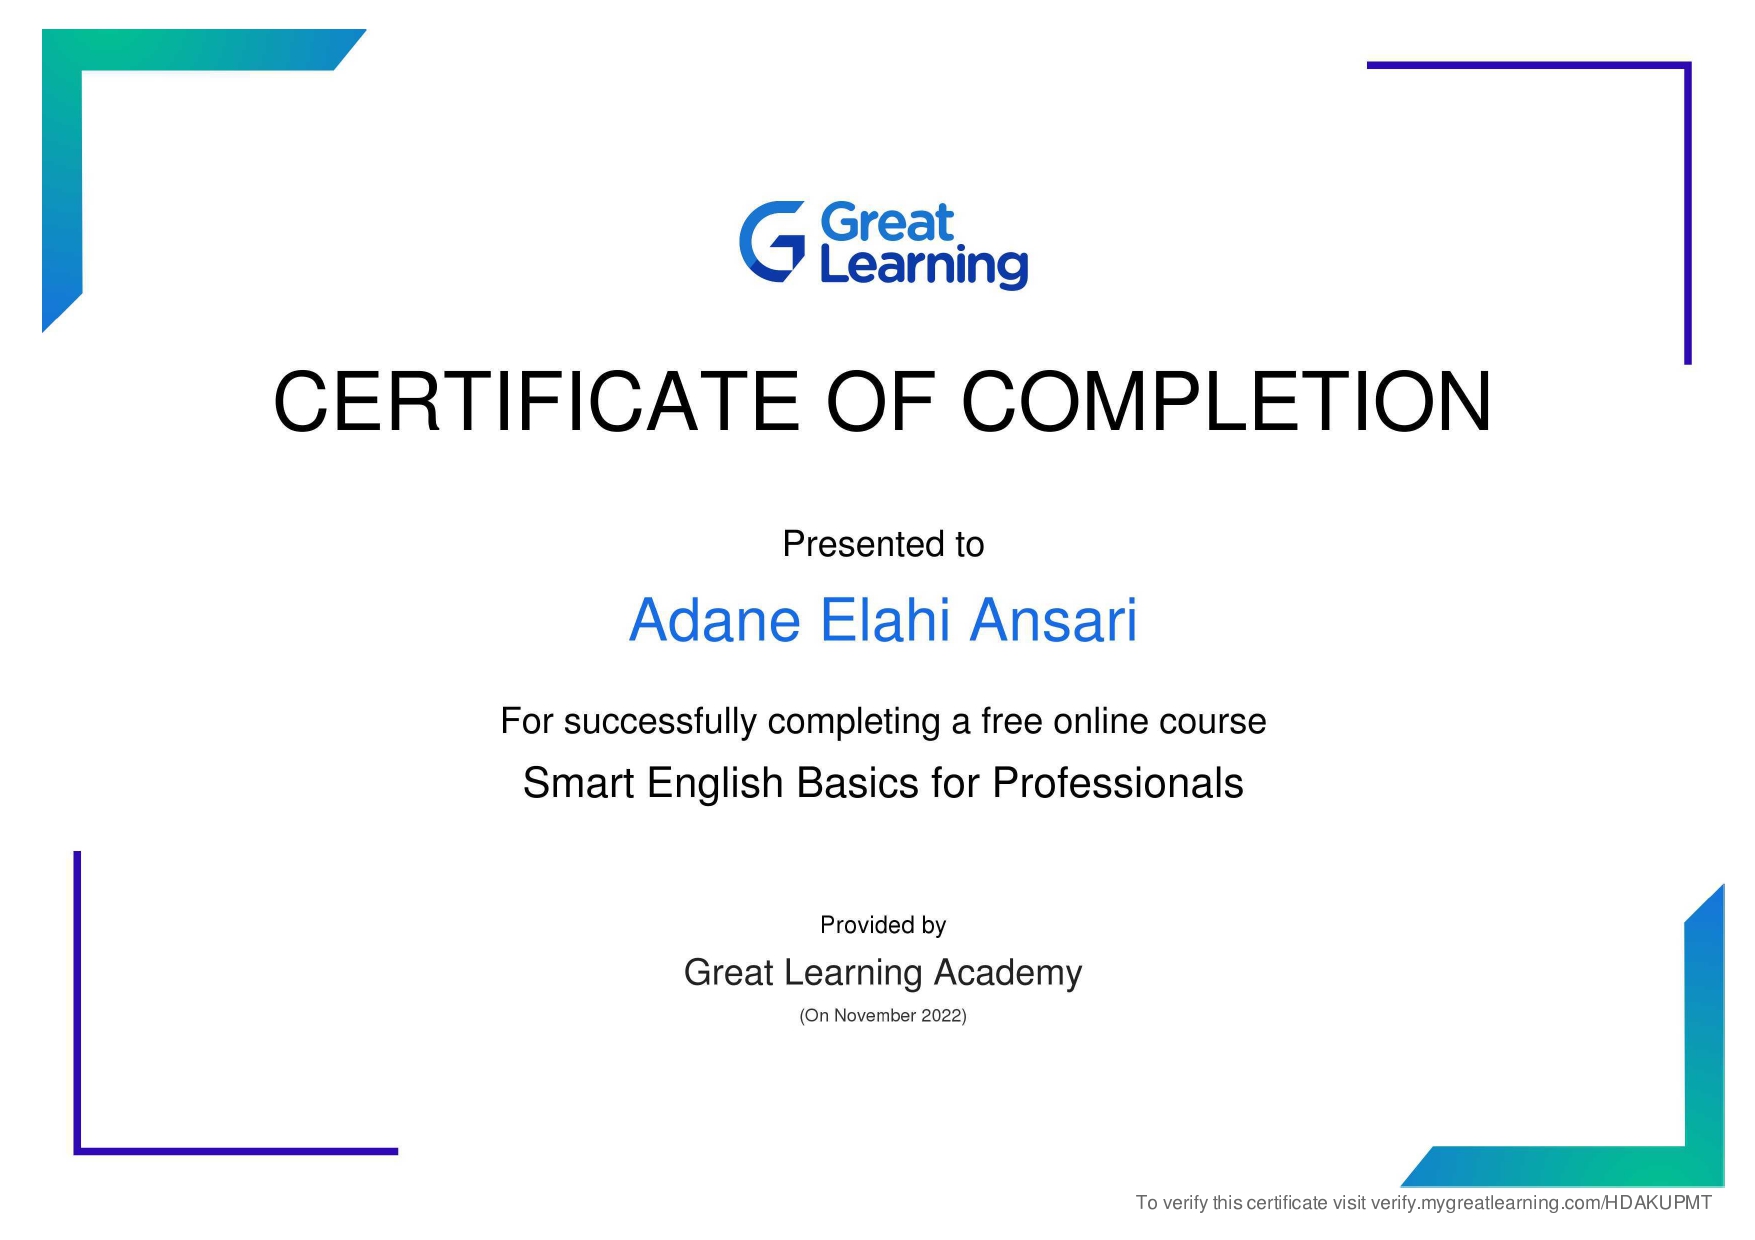 Great
Learning
CERTIFICATE OF COMPLETION
Presented to
Adane Elahi Ansari
For successfully completing a free online course
Smart English Basics for Professionals
Provided by
Great Learning Academy
(On November 2022)
To verify this certificate visit verify.mygreatlearning.com/HDAKUPMT